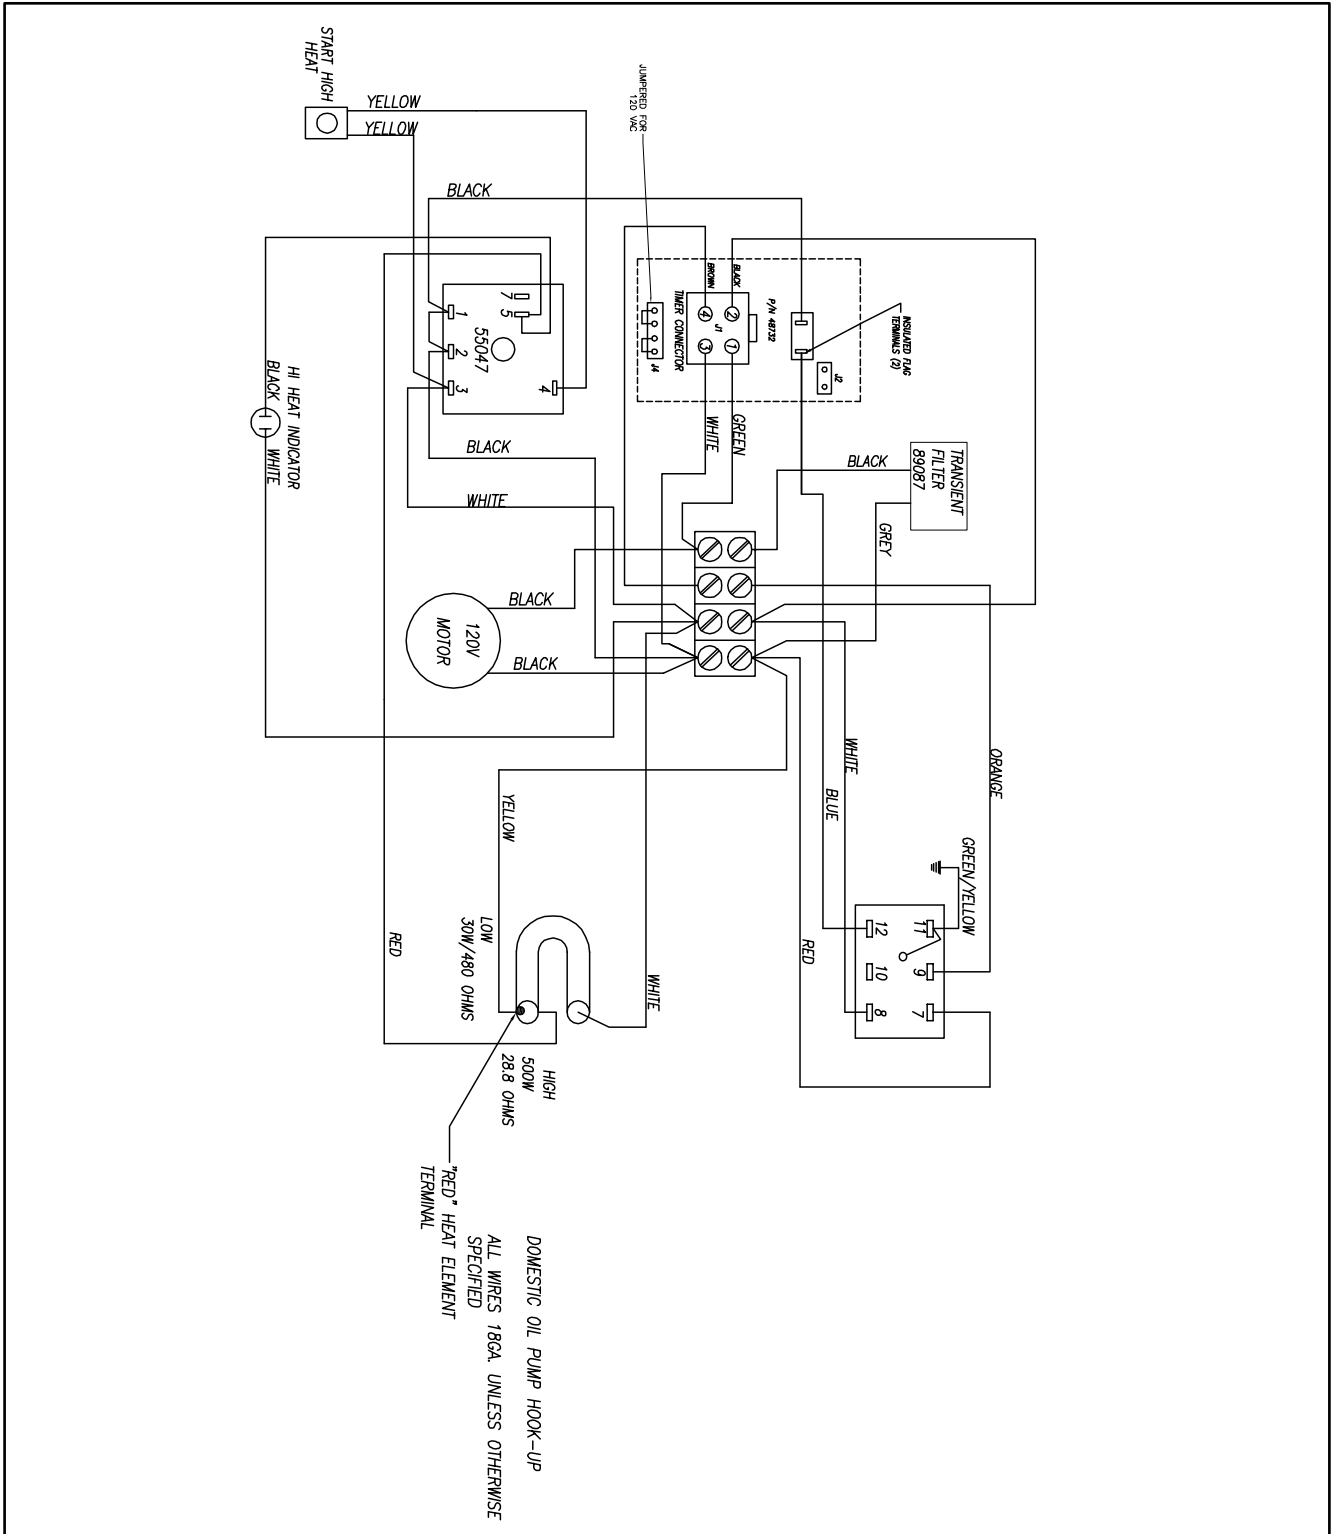 START HIGH
HEAT
YELLOW
YELLOW
JUMPERED FOR
120 VAC
BLACK
BLACK
BROWN
TIMER CONNECTOR
P/N 48732
J1
2
1
4
3
J4
J2
INSULATED FLAG
TERMINALS (2)
7
5
55047
1
2
3
4
HI HEAT INDICATOR
BLACK
WHITE
BLACK
WHITE
WHITE
GREEN
TRANSIENT
FILTER
89087
BLACK
GREY
120V
MOTOR
BLACK
BLACK
WHITE
BLUE
ORANGE
GREEN/YELLOW
11
12
9
10
7
8
RED
YELLOW
RED
LOW
30W/480 OHMS
WHITE
HIGH
500W
28.8 OHMS
"RED" HEAT ELEMENT
TERMINAL
DOMESTIC OIL PUMP HOOK-UP
ALL WIRES 18GA. UNLESS OTHERWISE
SPECIFIED